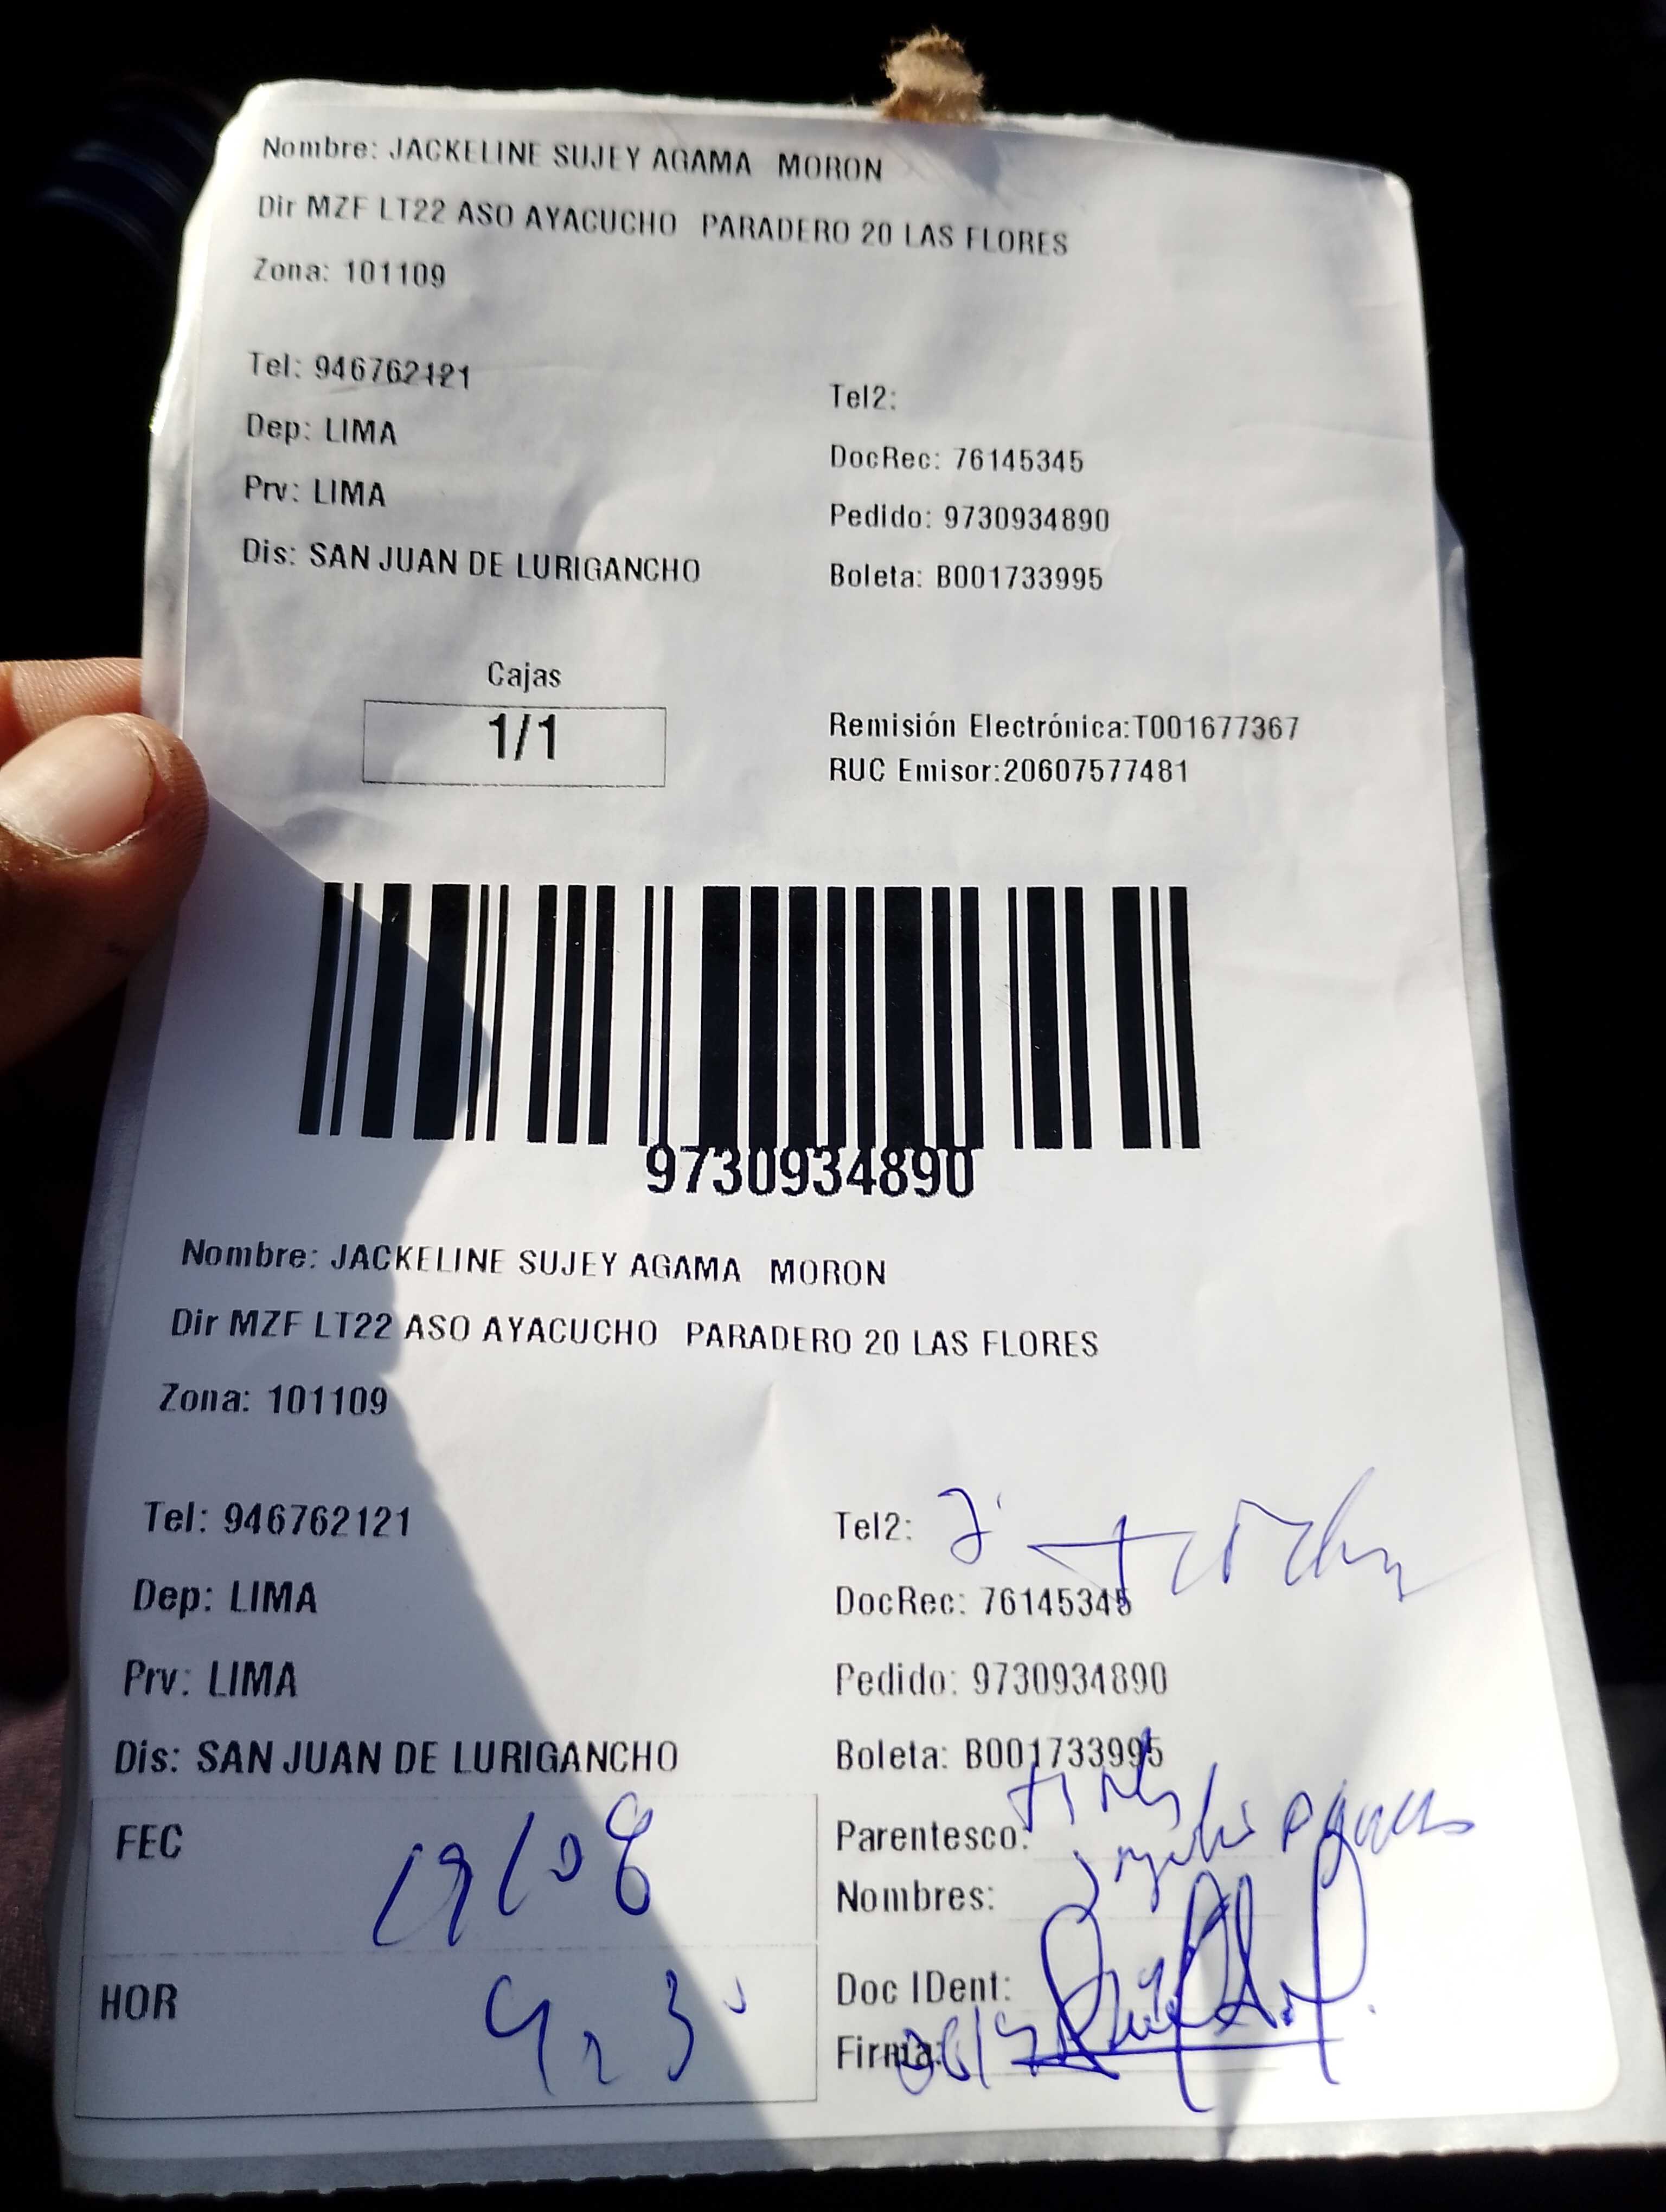 Nombre: JACKELINE SUJEY AGAMA MORON
Dir MZF LT22 ASO AYACUCHO PARADERO 20 LAS FLORES
Zona: 101109
Tel: 946762121
Tel2:
Dep: LIMA
DocRec: 76145345
Prv: LIMA
Pedido: 9730934890
Dis: SAN JUAN DE LURIGANCHO
Boleta: B001733995
Cajas
1/1
Remisión Electrónica:T001677367
RUC Emisor:20607577481
9730934890
Nombre: JACKELINE SUJEY AGAMA MORON
Dir MZF LT22 ASO AYACUCHO PARADERO 20 LAS FLORES
Zona: 101109
Tel: 946762121
Tel2:
Dep: LIMA
DocRec: 76145345
Prv: LIMA
Pedido: 9730934890
Dis: SAN JUAN DE LURIGANCHO
Boleta: B001733995
FEC 19/08
Parentesco:
Nombres:
HOR
Doc IDent:
Firma: